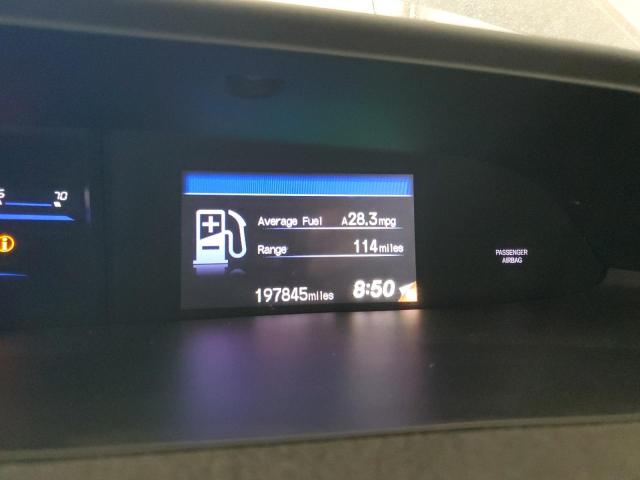 70
Average Fuel A28.3mpg
Range 114miles
197845miles 8:50
PASSENGER
AIRBAG